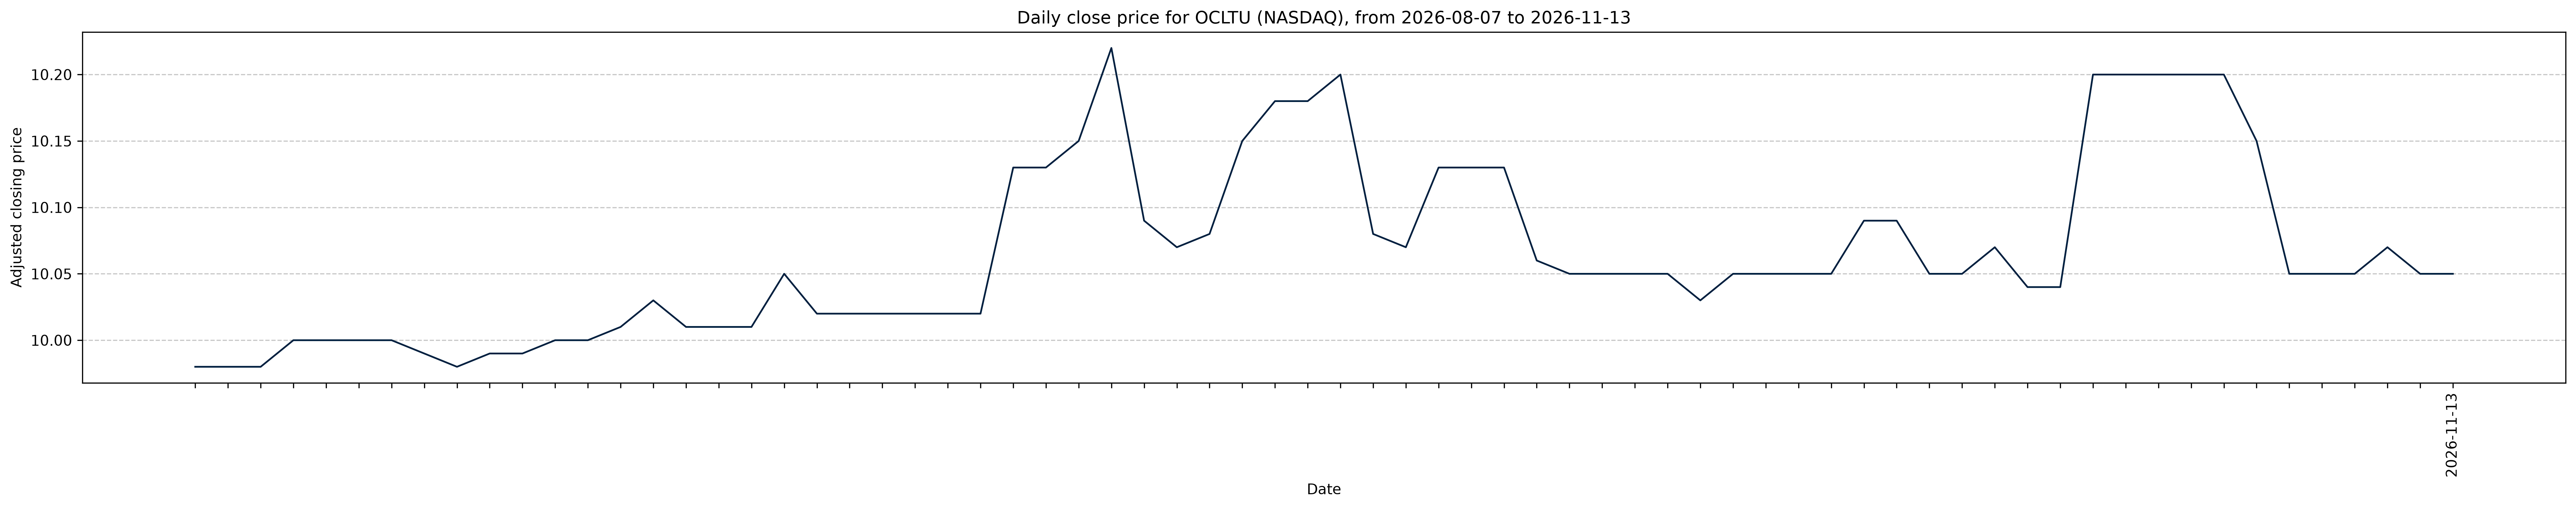 Daily close price for OCLTU (NASDAQ), from 2026-08-07 to 2026-11-13
Adjusted closing price
10.20
10.15
10.10
10.05
10.00
2026-11-13
Date